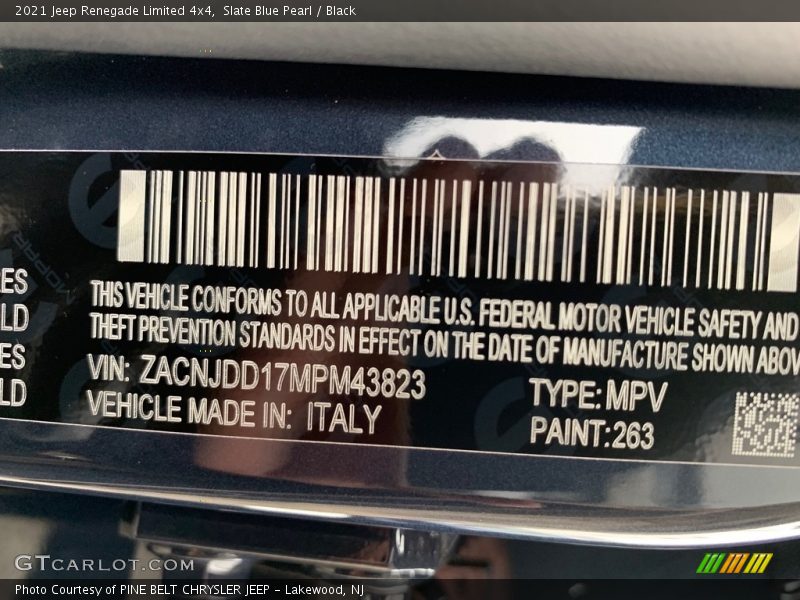 2021 Jeep Renegade Limited 4x4, Slate Blue Pearl / Black
ES
LD
ES
LD
THIS VEHICLE CONFORMS TO ALL APPLICABLE U.S. FEDERAL MOTOR VEHICLE SAFETY AND
THEFT PREVENTION STANDARDS IN EFFECT ON THE DATE OF MANUFACTURE SHOWN ABOV
VIN: ZACNJDD17MPM43823
TYPE: MPV
VEHICLE MADE IN: ITALY
PAINT:263
MOPAR
GTCARLOT.COM
Photo Courtesy of PINE BELT CHRYSLER JEEP - Lakewood, NJ